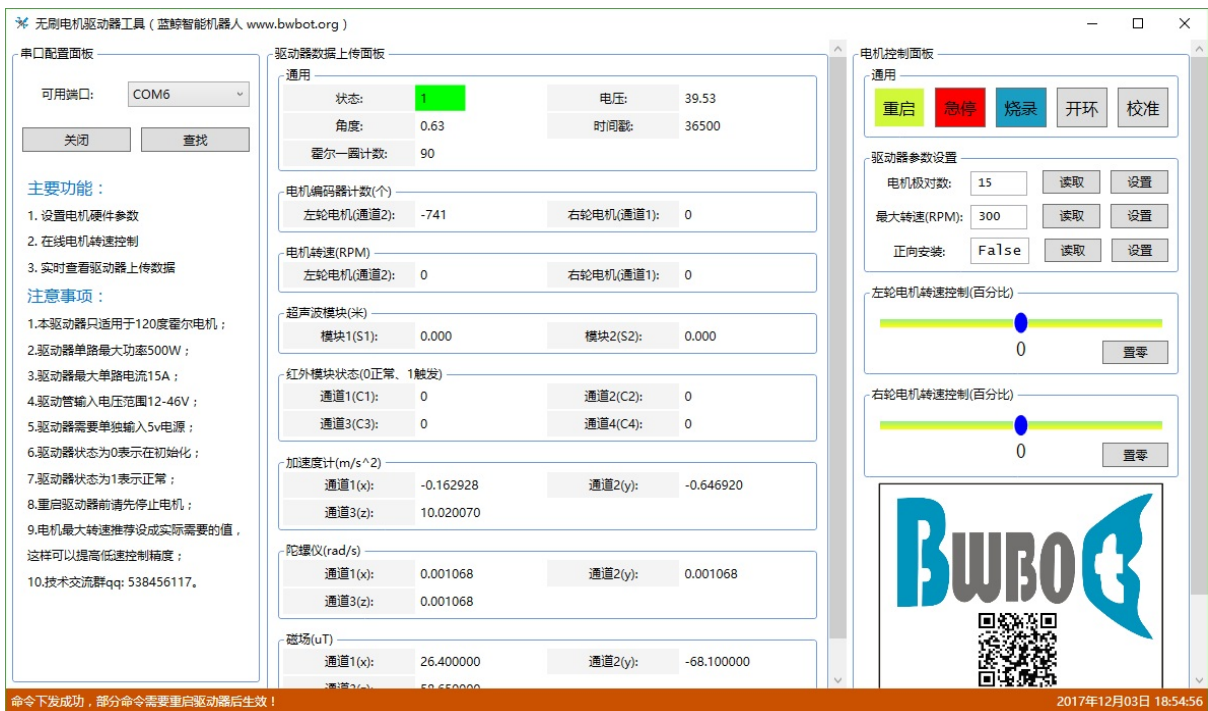 无刷电机驱动器工具 ( 蓝鲸智能机器人 www.bwbot.org )
串口配置面板
可用端口: COM6
关闭 查找
主要功能：
1. 设置电机硬件参数
2. 在线电机转速控制
3. 实时查看驱动器上传数据
注意事项：
1.本驱动器只适用于120度霍尔电机；
2.驱动器单路最大功率500W；
3.驱动器最大单路电流15A；
4.驱动管输入电压范围12-46V；
5.驱动器需要单独输入5v电源；
6.驱动器状态为0表示在初始化；
7.驱动器状态为1表示正常；
8.重启驱动器前请先停止电机；
9.电机最大转速推荐设成实际需要的值，
这样可以提高低速控制精度；
10.技术交流群qq: 538456117。
驱动器数据上传面板
通用
状态: 1 电压: 39.53
角度: 0.63 时间戳: 36500
霍尔一圈计数: 90
电机编码器计数(个)
左轮电机(通道2): -741 右轮电机(通道1): 0
电机转速(RPM)
左轮电机(通道2): 0 右轮电机(通道1): 0
超声波模块(米)
模块1(S1): 0.000 模块2(S2): 0.000
红外模块状态(0正常、1触发)
通道1(C1): 0 通道2(C2): 0
通道3(C3): 0 通道4(C4): 0
加速度计(m/s^2)
通道1(x): -0.162928 通道2(y): -0.646920
通道3(z): 10.020070
陀螺仪(rad/s)
通道1(x): 0.001068 通道2(y): 0.001068
通道3(z): 0.001068
磁场(uT)
通道1(x): 26.400000 通道2(y): -68.100000
通道3(z): 58.650000
电机控制面板
通用
重启 急停 烧录 开环 校准
驱动器参数设置
电机极对数: 15 读取 设置
最大转速(RPM): 300 读取 设置
正向安装: False 读取 设置
左轮电机转速控制(百分比)
0 置零
右轮电机转速控制(百分比)
0 置零
BWBOt
命令下发成功，部分命令需要重启驱动器后生效！ 2017年12月03日 18:54:56